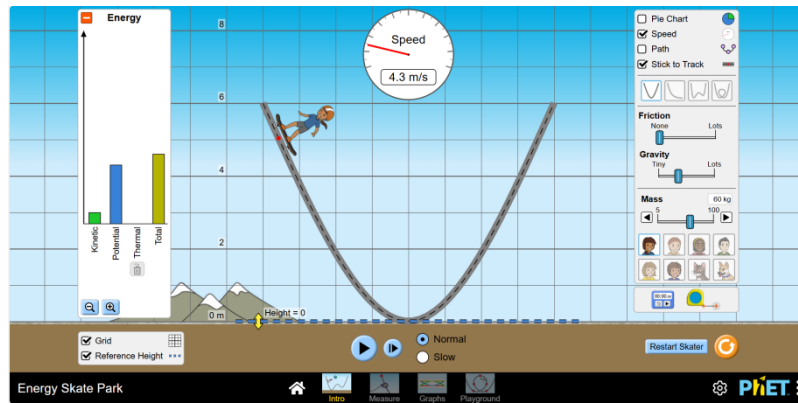 Energy
Kinetic
Potential
Thermal
Total
8
6
4
2
0 m
Height = 0
Speed
4.3 m/s
Pie Chart
Speed
Path
Stick to Track
Friction
None
Lots
Gravity
Tiny
Lots
Mass
60 kg
5
100
Grid
Reference Height
Normal
Slow
Restart Skater
Energy Skate Park
Intro
Measure
Graphs
Playground
PhET